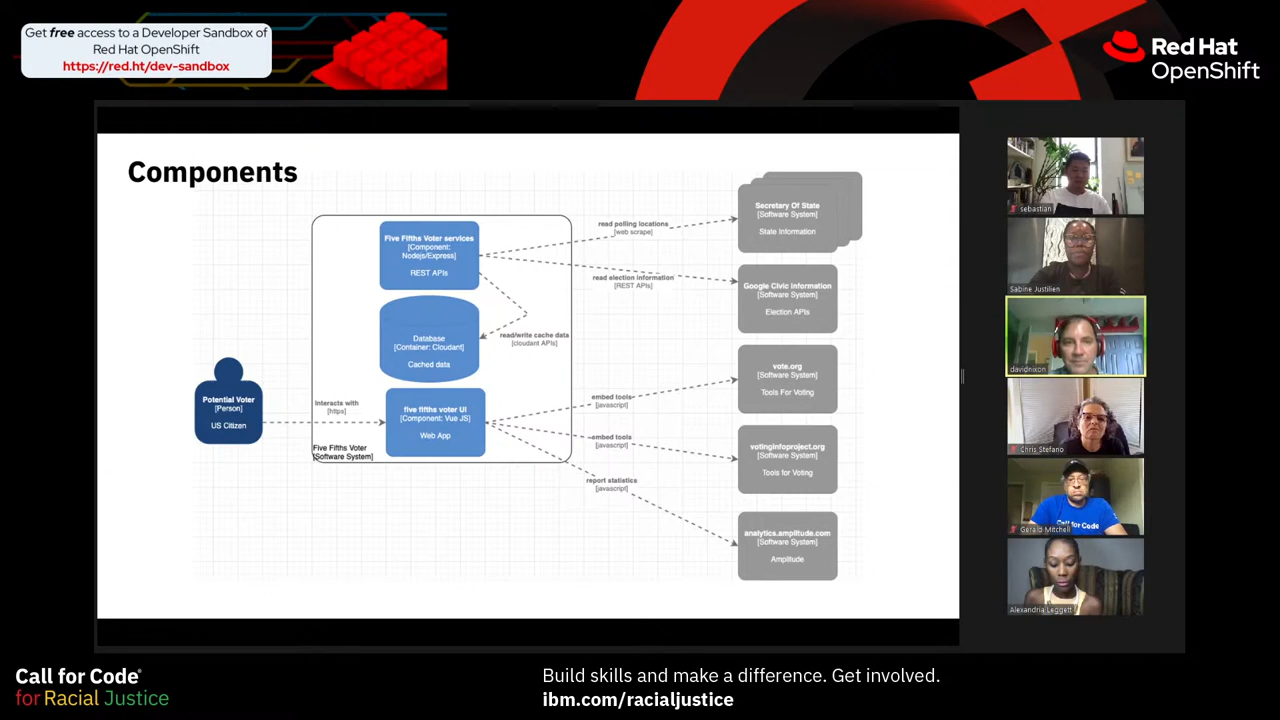 Get free access to a Developer Sandbox of
Red Hat OpenShift
https://red.ht/dev-sandbox
Red Hat
OpenShift
Components
Five Fifths Voter services
[Component:
Nodejs/Express]
REST APIs
Database
[Container: Cloudant]
Cached data
five fifths voter UI
[Component: Vue JS]
Web App
Five Fifths Voter
[Software System]
Potential Voter
[Person]
US Citizen
Interacts with
[https]
read polling locations
[web scrape]
read election information
[REST APIs]
read/write cache data
[cloudant APIs]
embed tools
[javascript]
embed tools
[javascript]
report statistics
[javascript]
Secretary Of State
[Software System]
State Information
Google Civic Information
[Software System]
Election APIs
vote.org
[Software System]
Tools For Voting
votinginfoproject.org
[Software System]
Tools for Voting
analytics.amplitude.com
[Software System]
Amplitude
sebastian
Sabine Justilien
davidnixon
Chris Stefano
Call for Code
Gerald Mitchell
Alexandria Leggett
Call for Code®
for Racial Justice
Build skills and make a difference. Get involved.
ibm.com/racialjustice